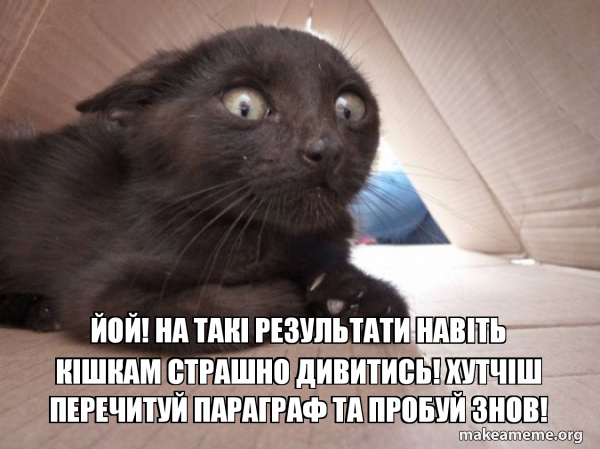 ЙОЙ! НА ТАКІ РЕЗУЛЬТАТИ НАВІТЬ
КІШКАМ СТРАШНО ДИВИТИСЬ! ХУТЧІШ
ПЕРЕЧИТУЙ ПАРАГРАФ ТА ПРОБУЙ ЗНОВ!
makeameme.org